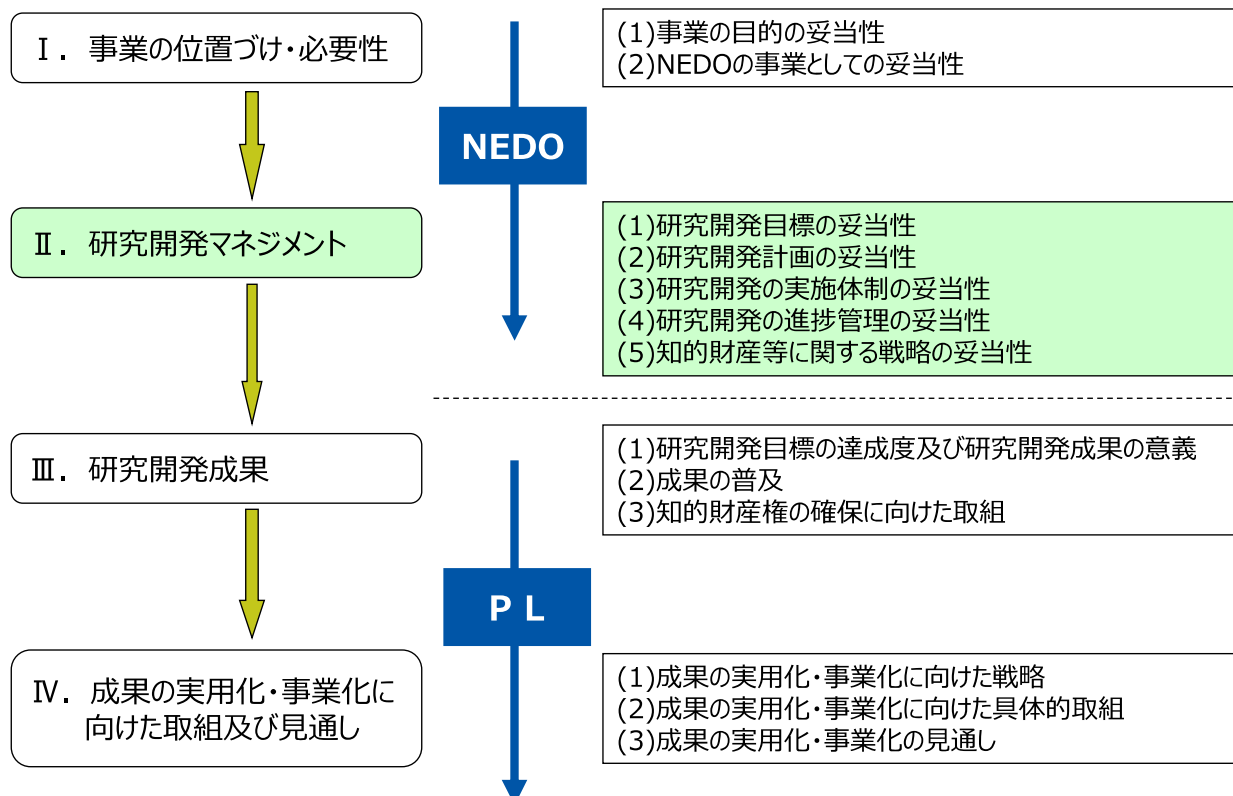 Ⅰ．事業の位置づけ・必要性
(1)事業の目的の妥当性
(2)NEDOの事業としての妥当性
NEDO
Ⅱ．研究開発マネジメント
(1)研究開発目標の妥当性
(2)研究開発計画の妥当性
(3)研究開発の実施体制の妥当性
(4)研究開発の進捗管理の妥当性
(5)知的財産等に関する戦略の妥当性
Ⅲ．研究開発成果
(1)研究開発目標の達成度及び研究開発成果の意義
(2)成果の普及
(3)知的財産権の確保に向けた取組
ＰＬ
Ⅳ．成果の実用化・事業化に
向けた取組及び見通し
(1)成果の実用化・事業化に向けた戦略
(2)成果の実用化・事業化に向けた具体的取組
(3)成果の実用化・事業化の見通し